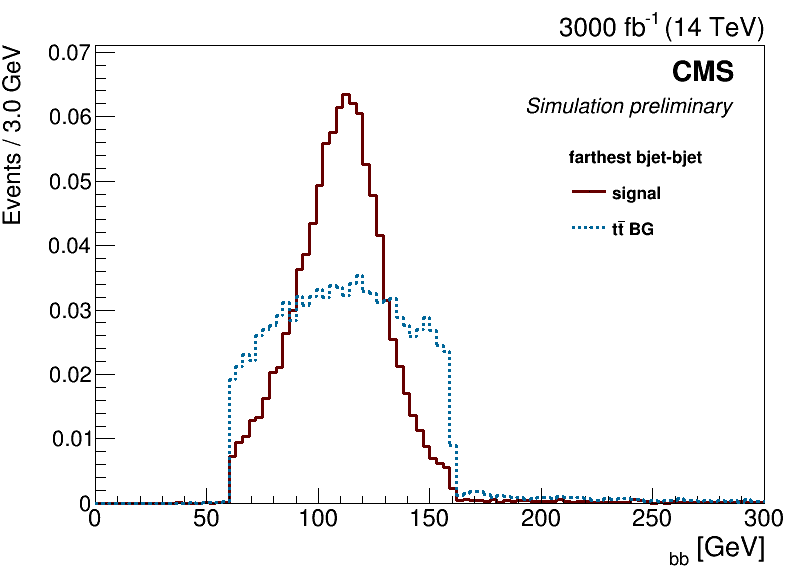 3000 fb-1 (14 TeV)
CMS
Simulation preliminary
farthest bjet-bjet
signal
tt̄ BG
Events / 3.0 GeV
0.07
0.06
0.05
0.04
0.03
0.02
0.01
0
0 50 100 150 200 250 300
bb [GeV]